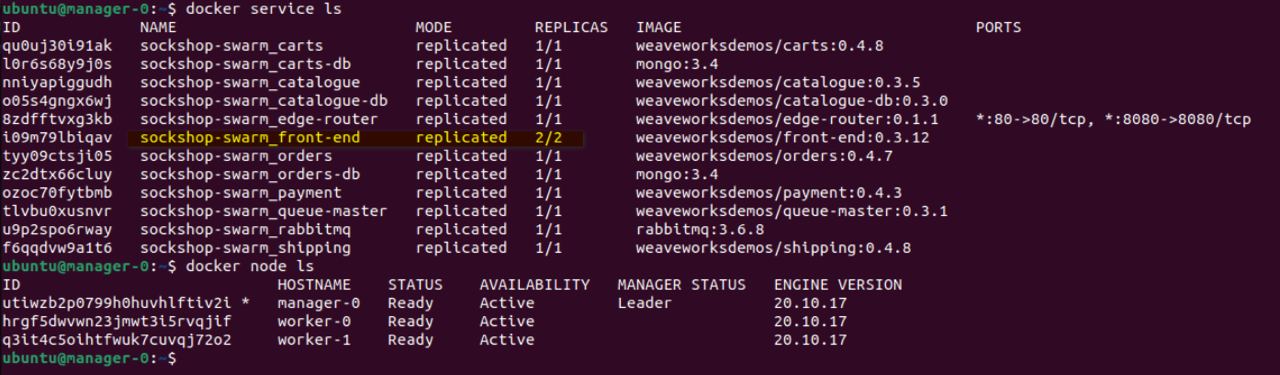 ubuntu@manager-0:~$ docker service ls
ID NAME MODE REPLICAS IMAGE PORTS
qu0uj30i91ak sockshop-swarm_carts replicated 1/1 weaveworksdemos/carts:0.4.8
l0r6s68y9j0s sockshop-swarm_carts-db replicated 1/1 mongo:3.4
nniyapiggudh sockshop-swarm_catalogue replicated 1/1 weaveworksdemos/catalogue:0.3.5
o05s4gngx6wj sockshop-swarm_catalogue-db replicated 1/1 weaveworksdemos/catalogue-db:0.3.0
8zdfftvxg3kb sockshop-swarm_edge-router replicated 1/1 weaveworksdemos/edge-router:0.1.1 *:80->80/tcp, *:8080->8080/tcp
i09m79lbiqav sockshop-swarm_front-end replicated 2/2 weaveworksdemos/front-end:0.3.12
tyy09ctsji05 sockshop-swarm_orders replicated 1/1 weaveworksdemos/orders:0.4.7
zc2dtx66cluy sockshop-swarm_orders-db replicated 1/1 mongo:3.4
ozoc70fytbmb sockshop-swarm_payment replicated 1/1 weaveworksdemos/payment:0.4.3
tlvbu0xusnvr sockshop-swarm_queue-master replicated 1/1 weaveworksdemos/queue-master:0.3.1
u9p2spo6rway sockshop-swarm_rabbitmq replicated 1/1 rabbitmq:3.6.8
f6qqdvw9a1t6 sockshop-swarm_shipping replicated 1/1 weaveworksdemos/shipping:0.4.8
ubuntu@manager-0:~$ docker node ls
ID HOSTNAME STATUS AVAILABILITY MANAGER STATUS ENGINE VERSION
utiwzb2p0799h0huvhlftiv2i * manager-0 Ready Active Leader 20.10.17
hrgf5dwvwn23jmwt3i5rvqjif worker-0 Ready Active 20.10.17
q3it4c5oihtfwuk7cuvqj72o2 worker-1 Ready Active 20.10.17
ubuntu@manager-0:~$